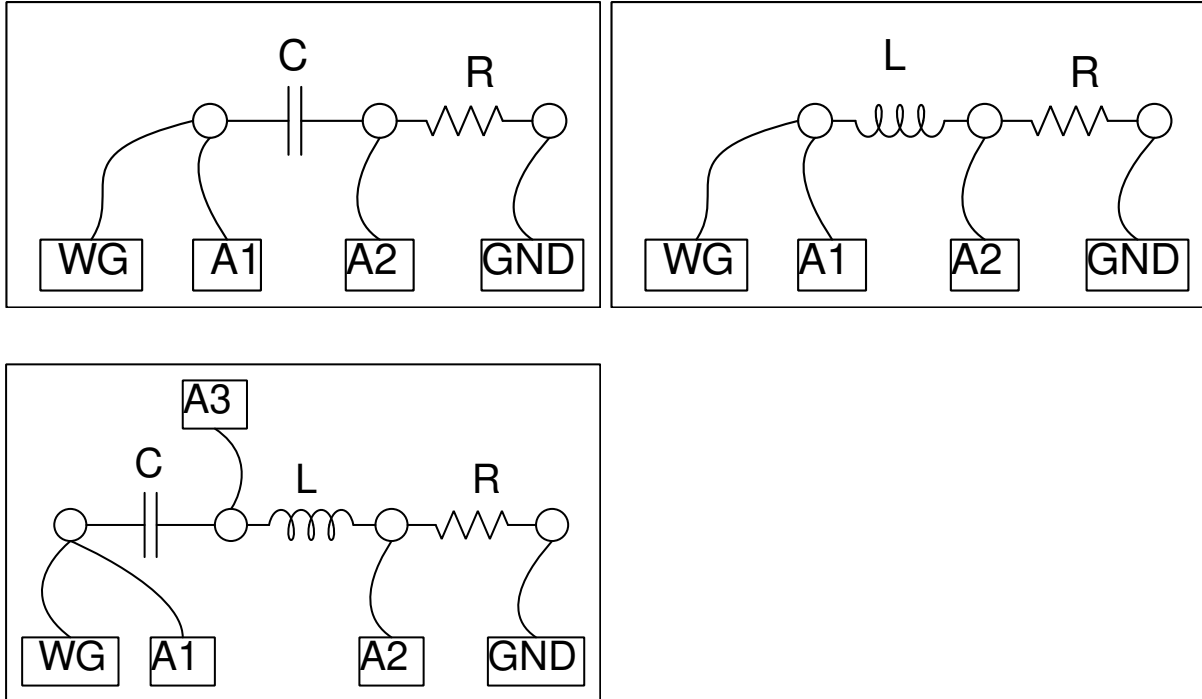 C R
WG A1 A2 GND
L R
WG A1 A2 GND
A3
C L R
WG A1 A2 GND